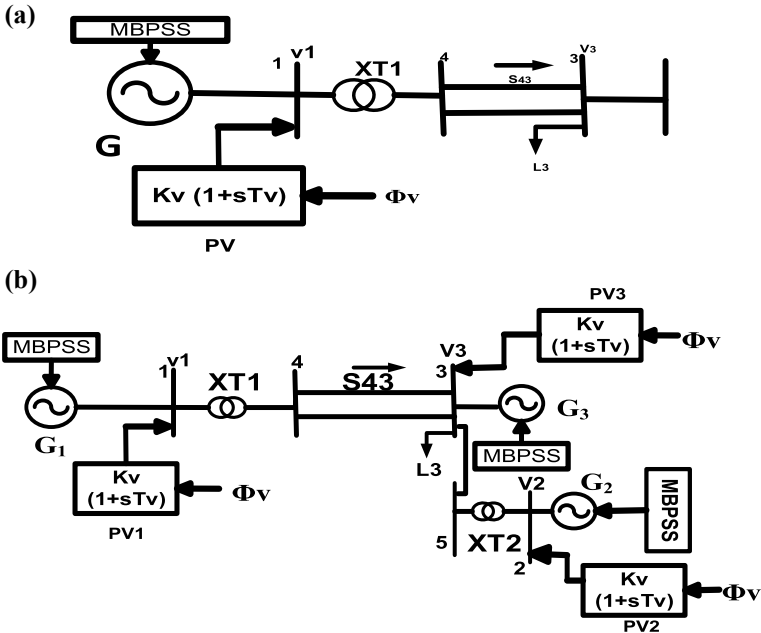 (a)
MBPSS
G
1
v1
XT1
4
S43
3
V3
L3
Kv (1+sTv)
Φv
PV
(b)
MBPSS
G1
1
v1
XT1
4
S43
V3
3
L3
G3
MBPSS
PV3
Kv
(1+sTv)
Φv
Kv
(1+sTv)
Φv
PV1
5
XT2
V2
2
G2
MBPSS
Kv
(1+sTv)
Φv
PV2